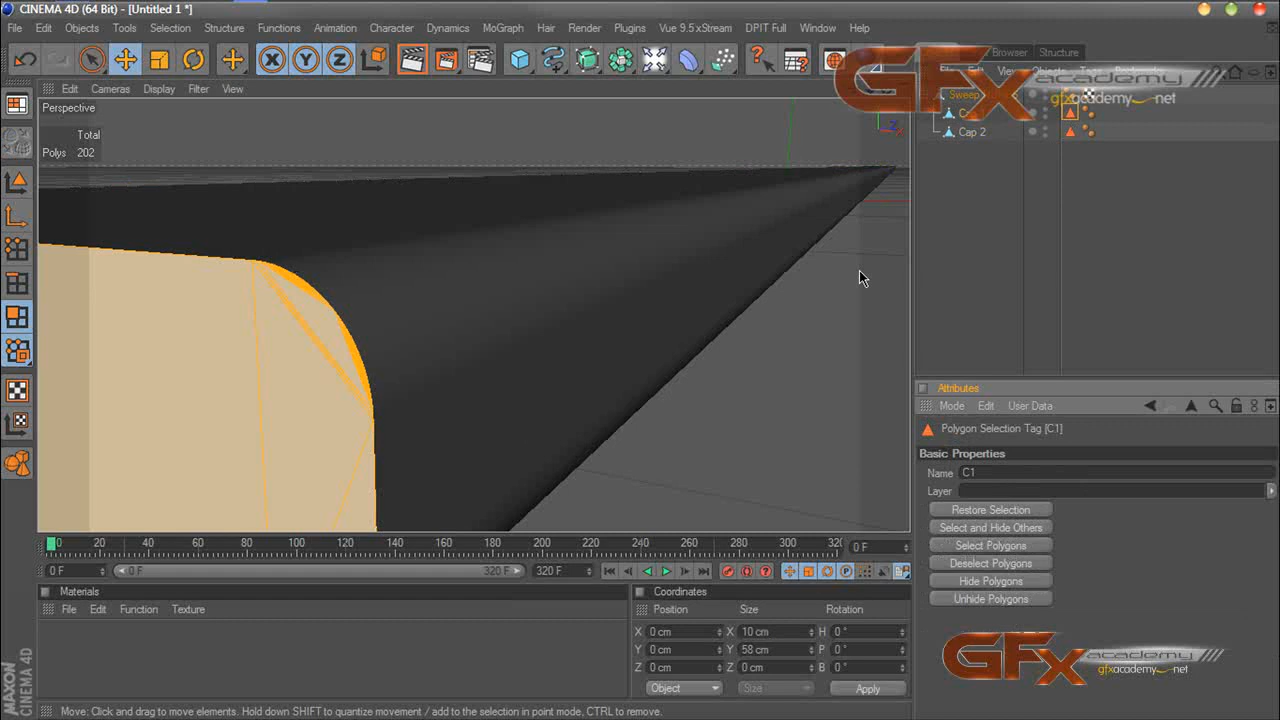 CINEMA 4D (64 Bit) - [Untitled 1 *]
File Edit Objects Tools Selection Structure Functions Animation Character Dynamics MoGraph Hair Render Plugins Vue 9.5 xStream DPIT Full Window Help
Browser Structure
Edit Cameras Display Filter View
Objects
GFX academy
gfxacademy.net
Perspective
Total
Polys 202
Sweep
Cap 2
Attributes
Mode Edit User Data
Polygon Selection Tag [C1]
Basic Properties
Name C1
Layer
Restore Selection
Select and Hide Others
Select Polygons
Deselect Polygons
Hide Polygons
Unhide Polygons
0 20 40 60 80 100 120 140 160 180 200 220 240 260 280 300 32 0 F
0 F 0 F 320 F 320 F
Materials
File Edit Function Texture
Coordinates
Position Size Rotation
X 0 cm X 10 cm H 0 °
Y 0 cm Y 58 cm P 0 °
Z 0 cm Z 0 cm B 0 °
Object Size Apply
GFX academy
gfxacademy.net
MAXON
CINEMA 4D
Move: Click and drag to move elements. Hold down SHIFT to quantize movement / add to the selection in point mode, CTRL to remove.